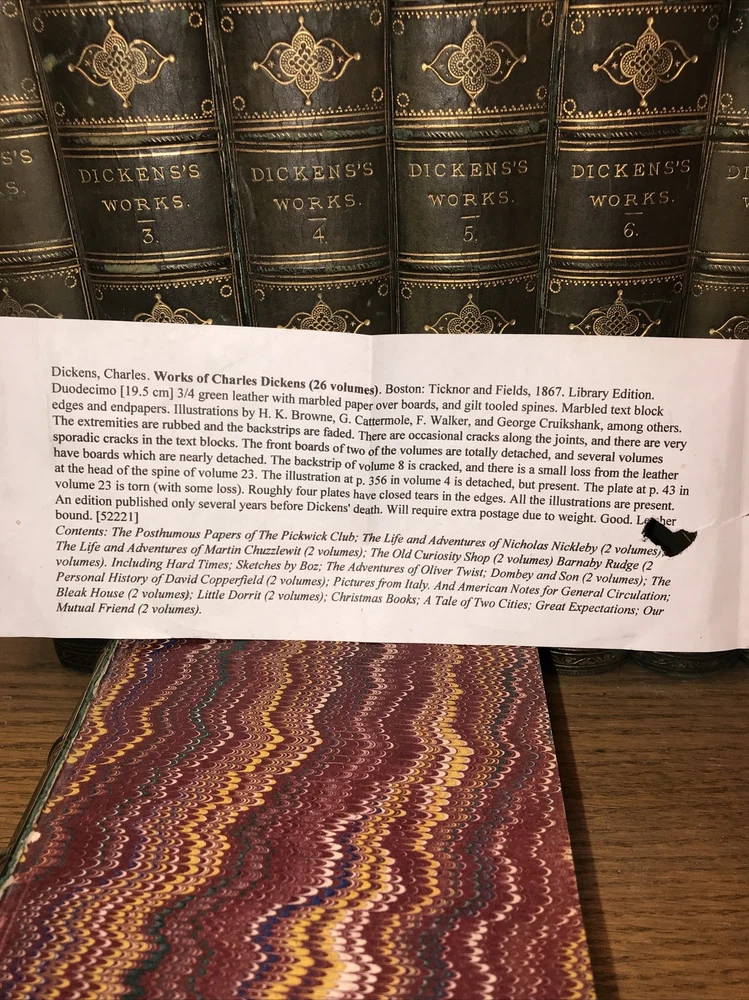 S'S
S.
DICKENS'S
WORKS.
3.
DICKENS'S
WORKS.
4.
DICKENS'S
WORKS.
5.
DICKENS'S
WORKS.
6.
Dickens, Charles. Works of Charles Dickens (26 volumes). Boston: Ticknor and Fields, 1867. Library Edition.
Duodecimo [19.5 cm] 3/4 green leather with marbled paper over boards, and gilt tooled spines. Marbled text block
edges and endpapers. Illustrations by H. K. Browne, G. Cattermole, F. Walker, and George Cruikshank, among others.
The extremities are rubbed and the backstrips are faded. There are occasional cracks along the joints, and there are very
sporadic cracks in the text blocks. The front boards of two of the volumes are totally detached, and several volumes
have boards which are nearly detached. The backstrip of volume 8 is cracked, and there is a small loss from the leather
at the head of the spine of volume 23. The illustration at p. 356 in volume 4 is detached, but present. The plate at p. 43 in
volume 23 is torn (with some loss). Roughly four plates have closed tears in the edges. All the illustrations are present.
An edition published only several years before Dickens' death. Will require extra postage due to weight. Good. Leather
bound. [52221]
Contents: The Posthumous Papers of The Pickwick Club; The Life and Adventures of Nicholas Nickleby (2 volumes);
The Life and Adventures of Martin Chuzzlewit (2 volumes); The Old Curiosity Shop (2 volumes) Barnaby Rudge (2
volumes). Including Hard Times; Sketches by Boz; The Adventures of Oliver Twist; Dombey and Son (2 volumes); The
Personal History of David Copperfield (2 volumes); Pictures from Italy. And American Notes for General Circulation;
Bleak House (2 volumes); Little Dorrit (2 volumes); Christmas Books; A Tale of Two Cities; Great Expectations; Our
Mutual Friend (2 volumes).